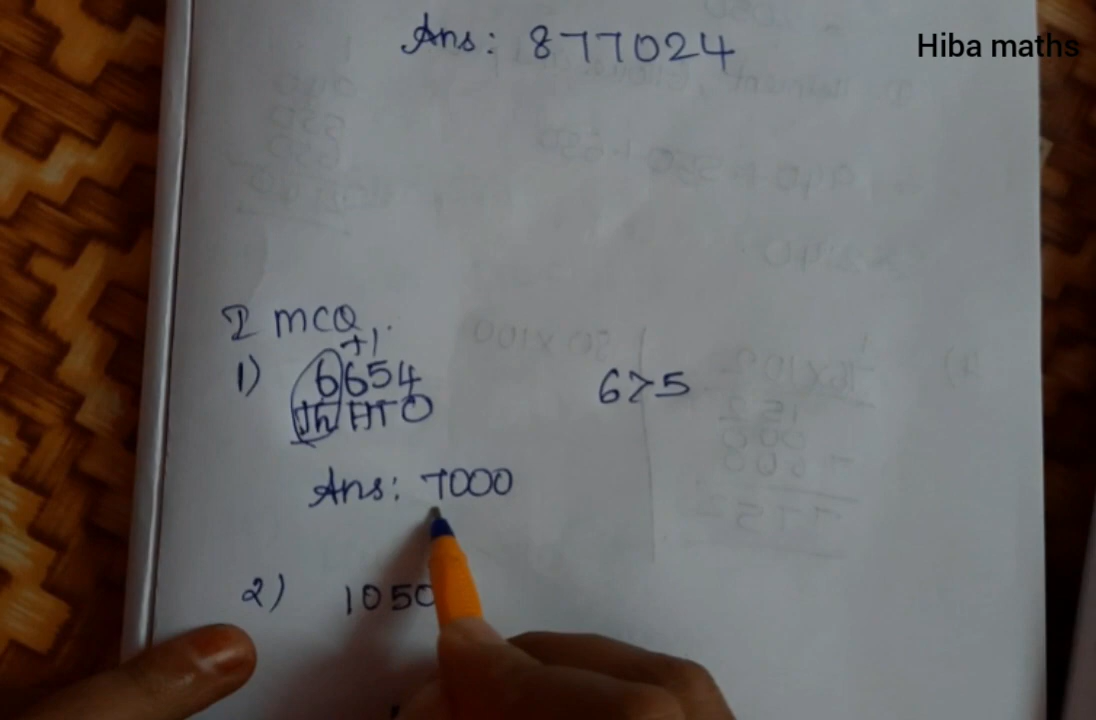 Hiba maths
Ans: 877024
I MCQ.
+1
1) 6654
Th H T O
6>5
Ans: 7000
2) 1050